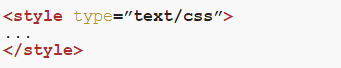 <style type=”text/css”>
...
</style>